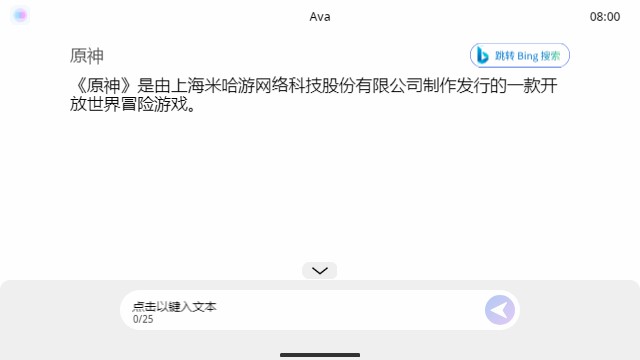 Ava
08:00
原神
跳转 Bing 搜索
《原神》是由上海米哈游网络科技股份有限公司制作发行的一款开
放世界冒险游戏。
点击以键入文本
0/25